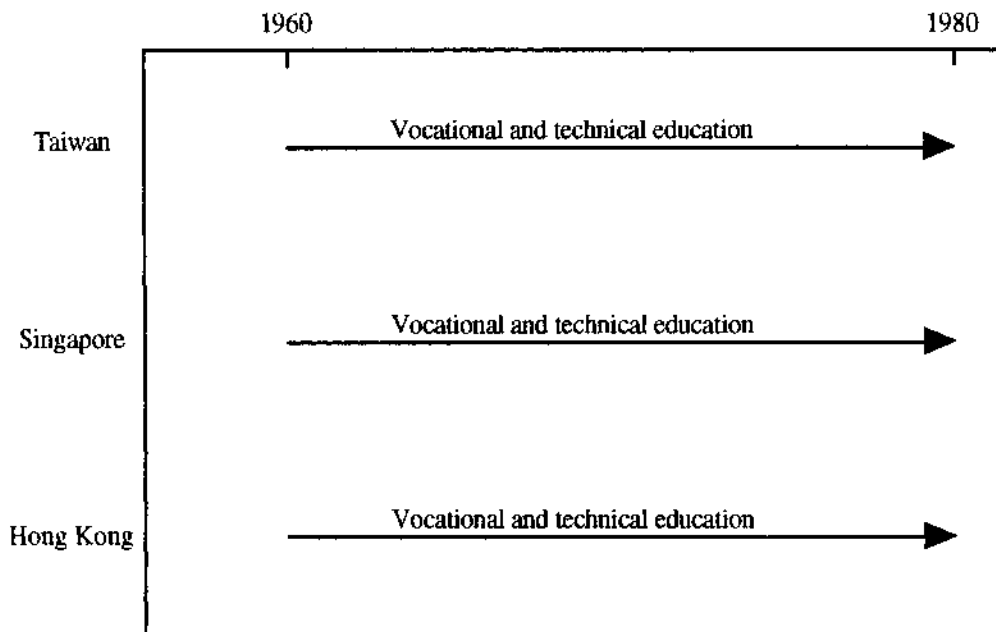 1960 1980
Vocational and technical education
Taiwan
Vocational and technical education
Singapore
Vocational and technical education
Hong Kong